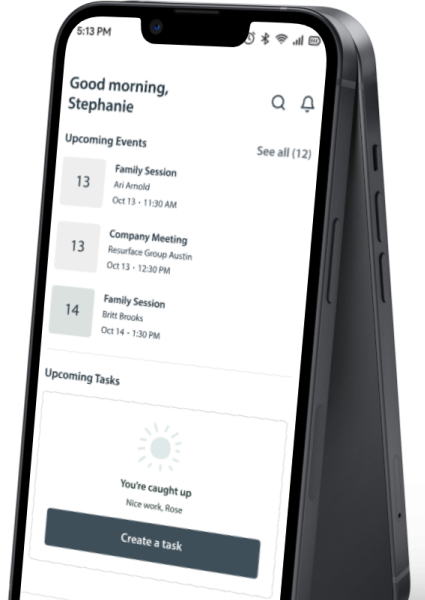 5:13 PM
Good morning,
Stephanie
Upcoming Events
See all (12)
13
Family Session
Ari Arnold
Oct 13 · 11:30 AM
13
Company Meeting
Resurface Group Austin
Oct 13 · 12:30 PM
14
Family Session
Britt Brooks
Oct 14 - 1:30 PM
Upcoming Tasks
You're caught up
Nice work, Rose
Create a task